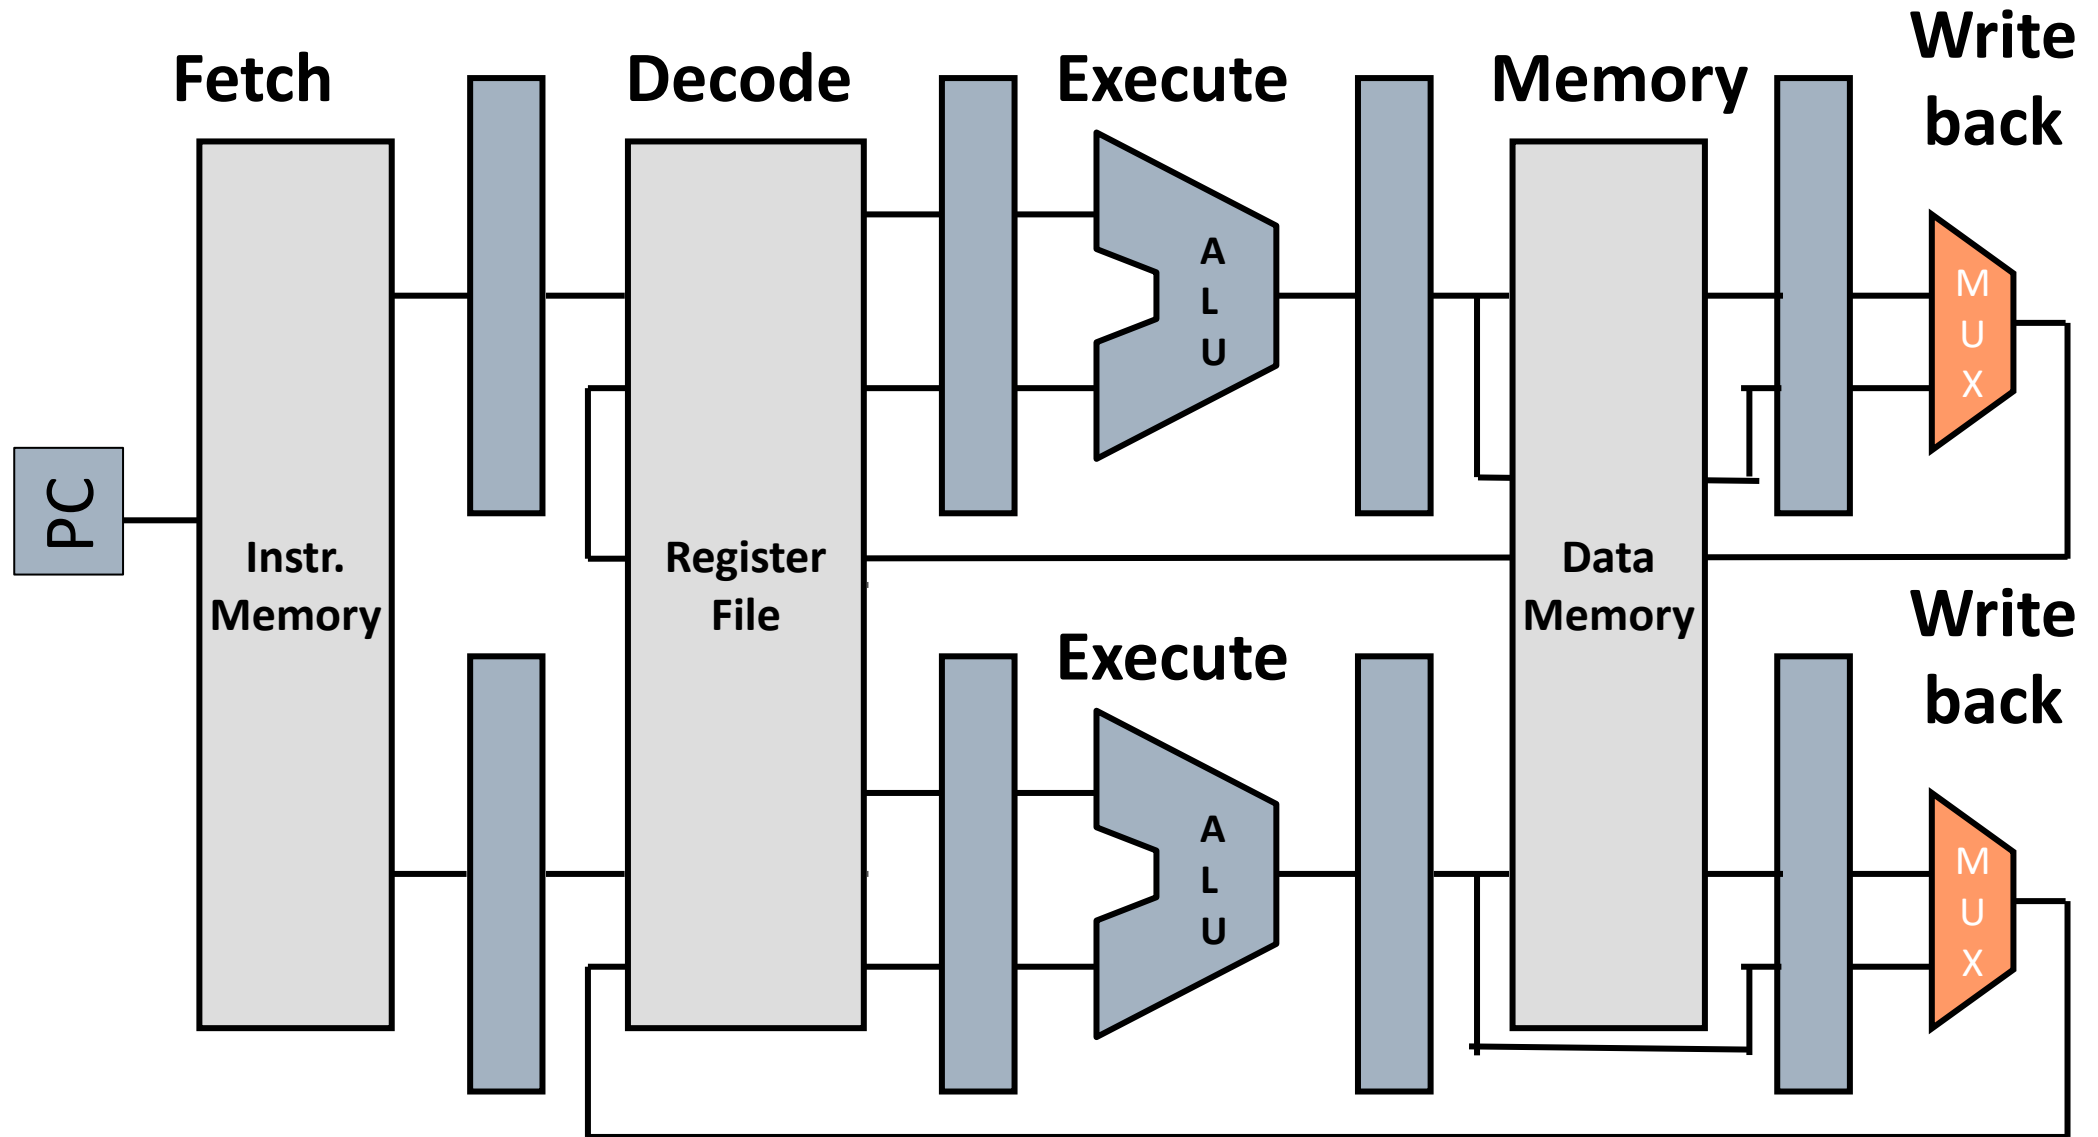 Fetch
Decode
Execute
Memory
Write
back
A
L
U
M
U
X
PC
Instr.
Memory
Register
File
Data
Memory
Execute
Write
back
A
L
U
M
U
X